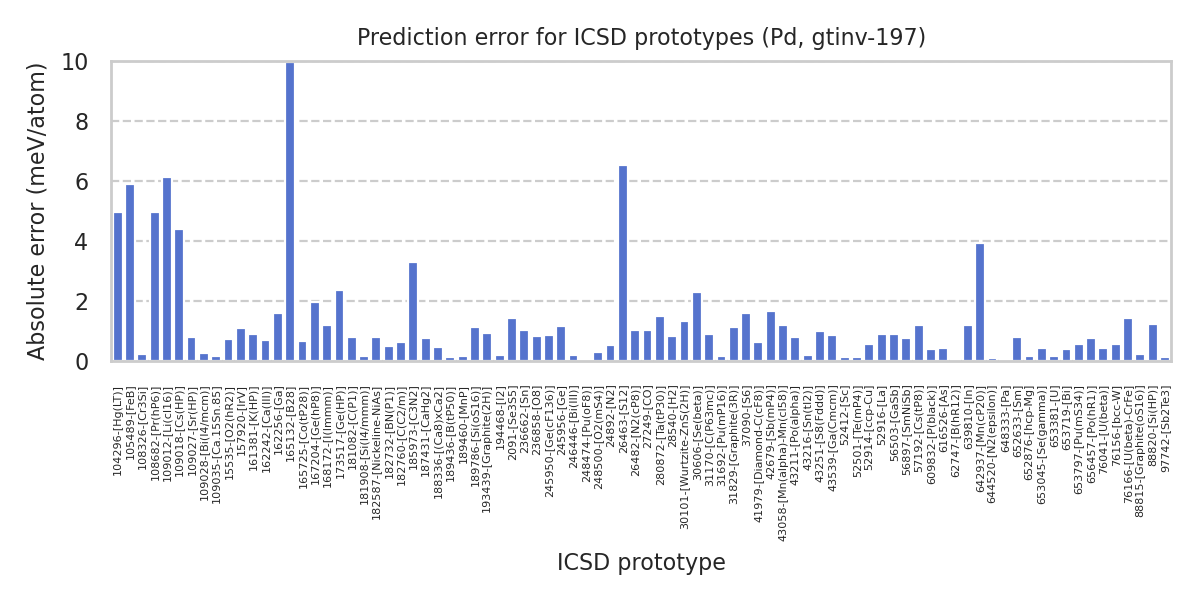 Prediction error for ICSD prototypes (Pd, gtinv-197)
Absolute error (meV/atom)
10
8
6
4
2
0
104296-[Hg(LT)]
105489-[FeB]
108326-[Cr3Si]
108682-[Pr(hP6)]
109012-[Li(cI16)]
109018-[Cs(HP)]
109027-[Sr(HP)]
109028-[Bi(I4/mcm)]
109035-[Ca.15Sn.85]
15535-[O2(hR2)]
157920-[IrV]
161381-[K(HP)]
162242-[Ca(III)]
162256-[Ga]
165132-[B28]
165725-[Co(tP28)]
167204-[Ge(hP8)]
168172-[I(Immm)]
173517-[Ge(HP)]
181082-[C(P1)]
181908-[Si(I4/mmm)]
182587-[Nickeline-NiAs]
182732-[BN(P1)]
182760-[C(C2/m)]
185973-[C3N2]
187431-[CaHg2]
188336-[(Ca8)xCa2]
189436-[B(tP50)]
189460-[MnP]
189786-[Si(oS16)]
193439-[Graphite(2H)]
194468-[I2]
2091-[Se3S5]
236662-[Sn]
236858-[O8]
245950-[Ge(cF136)]
245956-[Ge]
246446-[Bi(III)]
248474-[Pu(oF8)]
248500-[O2(mS4)]
24892-[N2]
26463-[S12]
26482-[N2(cP8)]
27249-[CO]
280872-[Ta(tP30)]
28540-[H2]
30101-[Wurtzite-ZnS(2H)]
30606-[Se(beta)]
31170-[C(P63mc)]
31692-[Pu(mP16)]
31829-[Graphite(3R)]
37090-[S6]
41979-[Diamond-C(cF8)]
42679-[Sb(mP4)]
43058-[Mn(alpha)-Mn(cI58)]
43211-[Po(alpha)]
43216-[Sn(tI2)]
43251-[S8(Fddd)]
43539-[Ga(Cmcm)]
52412-[Sc]
52501-[Te(mP4)]
52914-[fcc-Cu]
52916-[La]
56503-[GaSb]
56897-[SmNiSb]
57192-[Cs(tP8)]
609832-[P(black)]
616526-[As]
62747-[B(hR12)]
639810-[In]
642937-[Mn(cP20)]
644520-[N2(epsilon)]
648333-[Pa]
652633-[Sm]
652876-[hcp-Mg]
653045-[Se(gamma)]
653381-[U]
653719-[Bi]
653797-[Pu(mS34)]
656457-[Po(hR1)]
76041-[U(beta)]
76156-[bcc-W]
76166-[U(beta)-CrFe]
88815-[Graphite(oS16)]
88820-[Si(HP)]
97742-[Sb2Te3]
ICSD prototype